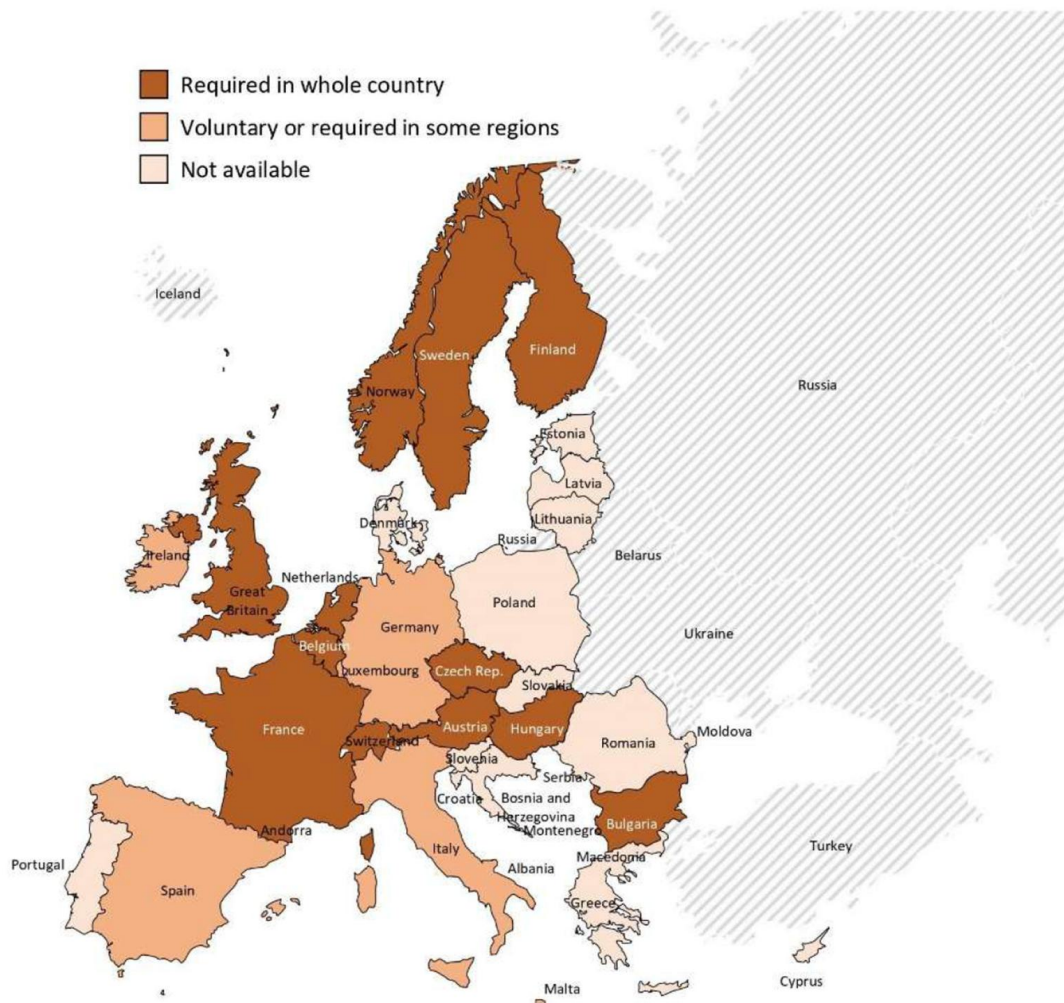 Required in whole country
Voluntary or required in some regions
Not available
Iceland
Sweden
Finland
Norway
Russia
Estonia
Latvia
Denmark
Lithuania
Russia
Belarus
Ireland
Netherlands
Great
Britain
Poland
Germany
Ukraine
Belgium
Luxembourg
Czech Rep.
Slovakia
France
Austria
Hungary
Switzerland
Moldova
Romania
Slovenia
Serbia
Croatia
Bosnia and
Herzegovina
Montenegro
Bulgaria
Andorra
Italy
Turkey
Macedonia
Portugal
Albania
Spain
Greece
Cyprus
Malta